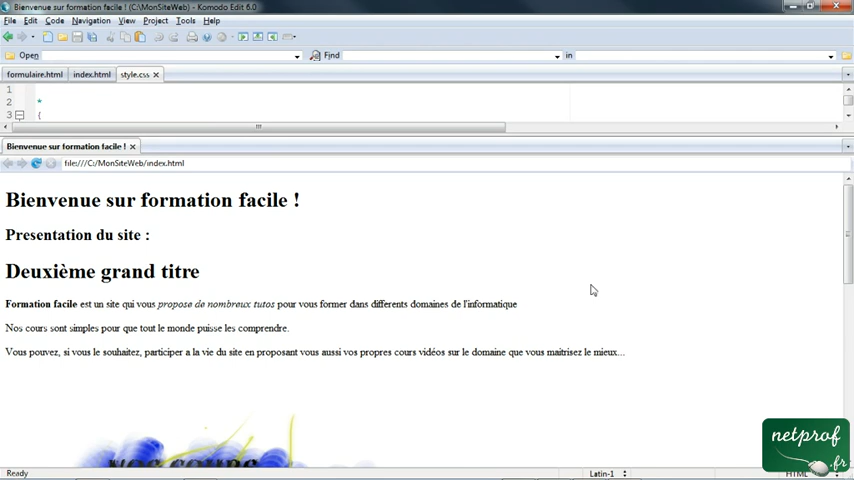 Bienvenue sur formation facile ! (C:\MonSiteWeb) - Komodo Edit 6.0
File Edit Code Navigation View Project Tools Help
Open Find in
formulaire.html index.html style.css
1
2 *
3 {
Bienvenue sur formation facile !
file:///C:/MonSiteWeb/index.html
Bienvenue sur formation facile !
Presentation du site :
Deuxième grand titre
Formation facile est un site qui vous propose de nombreux tutos pour vous former dans differents domaines de l'informatique
Nos cours sont simples pour que tout le monde puisse les comprendre.
Vous pouvez, si vous le souhaitez, participer a la vie du site en proposant vous aussi vos propres cours vidéos sur le domaine que vous maitrisez le mieux...
netprof
.fr
Ready Latin-1 HTML